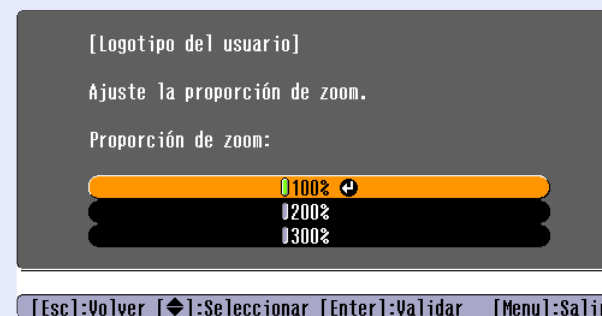 [Logotipo del usuario]
Ajuste la proporción de zoom.
Proporción de zoom:
100%
200%
300%
[Esc]:Volver [◆]:Seleccionar [Enter]:Validar [Menu]:Salir